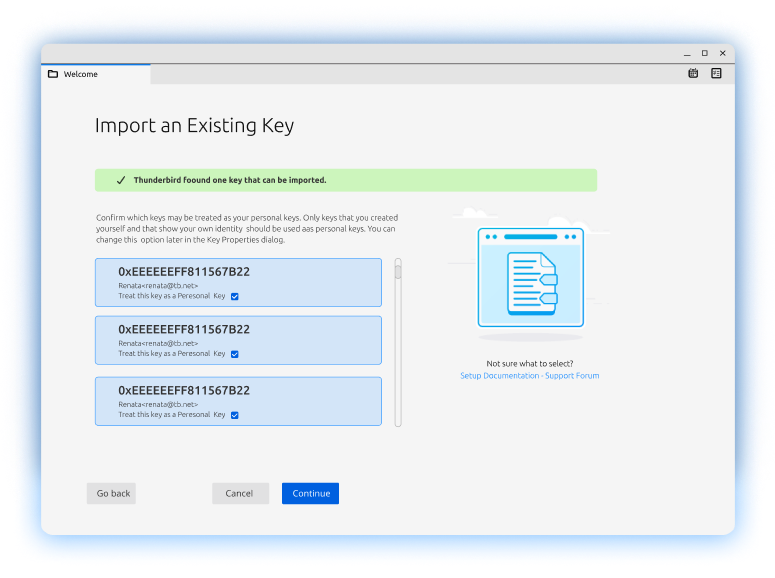 Welcome
Import an Existing Key
Thunderbird foound one key that can be imported.
Confirm which keys may be treated as your personal keys. Only keys that you created
yourself and that show your own identity should be used aas personal keys. You can
change this option later in the Key Properties dialog.
0xEEEEEEFF811567B22
Renata<renata@tb.net>
Treat this key as a Peresonal Key
0xEEEEEEFF811567B22
Renata<renata@tb.net>
Treat this key as a Peresonal Key
0xEEEEEEFF811567B22
Renata<renata@tb.net>
Treat this key as a Peresonal Key
Not sure what to select?
Setup Documentation - Support Forum
Go back
Cancel
Continue